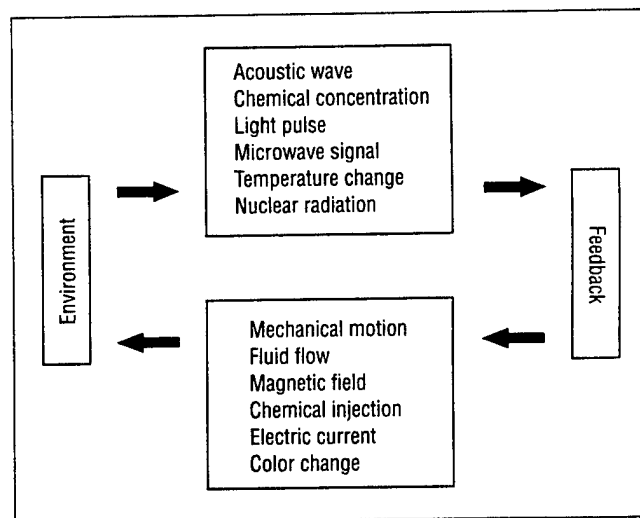 Acoustic wave
Chemical concentration
Light pulse
Microwave signal
Temperature change
Nuclear radiation
Environment
Feedback
Mechanical motion
Fluid flow
Magnetic field
Chemical injection
Electric current
Color change